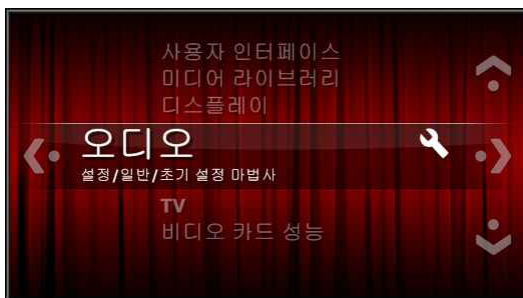 사용자 인터페이스
미디어 라이브러리
디스플레이
오디오
설정/일반/초기 설정 마법사
TV
비디오 카드 성능